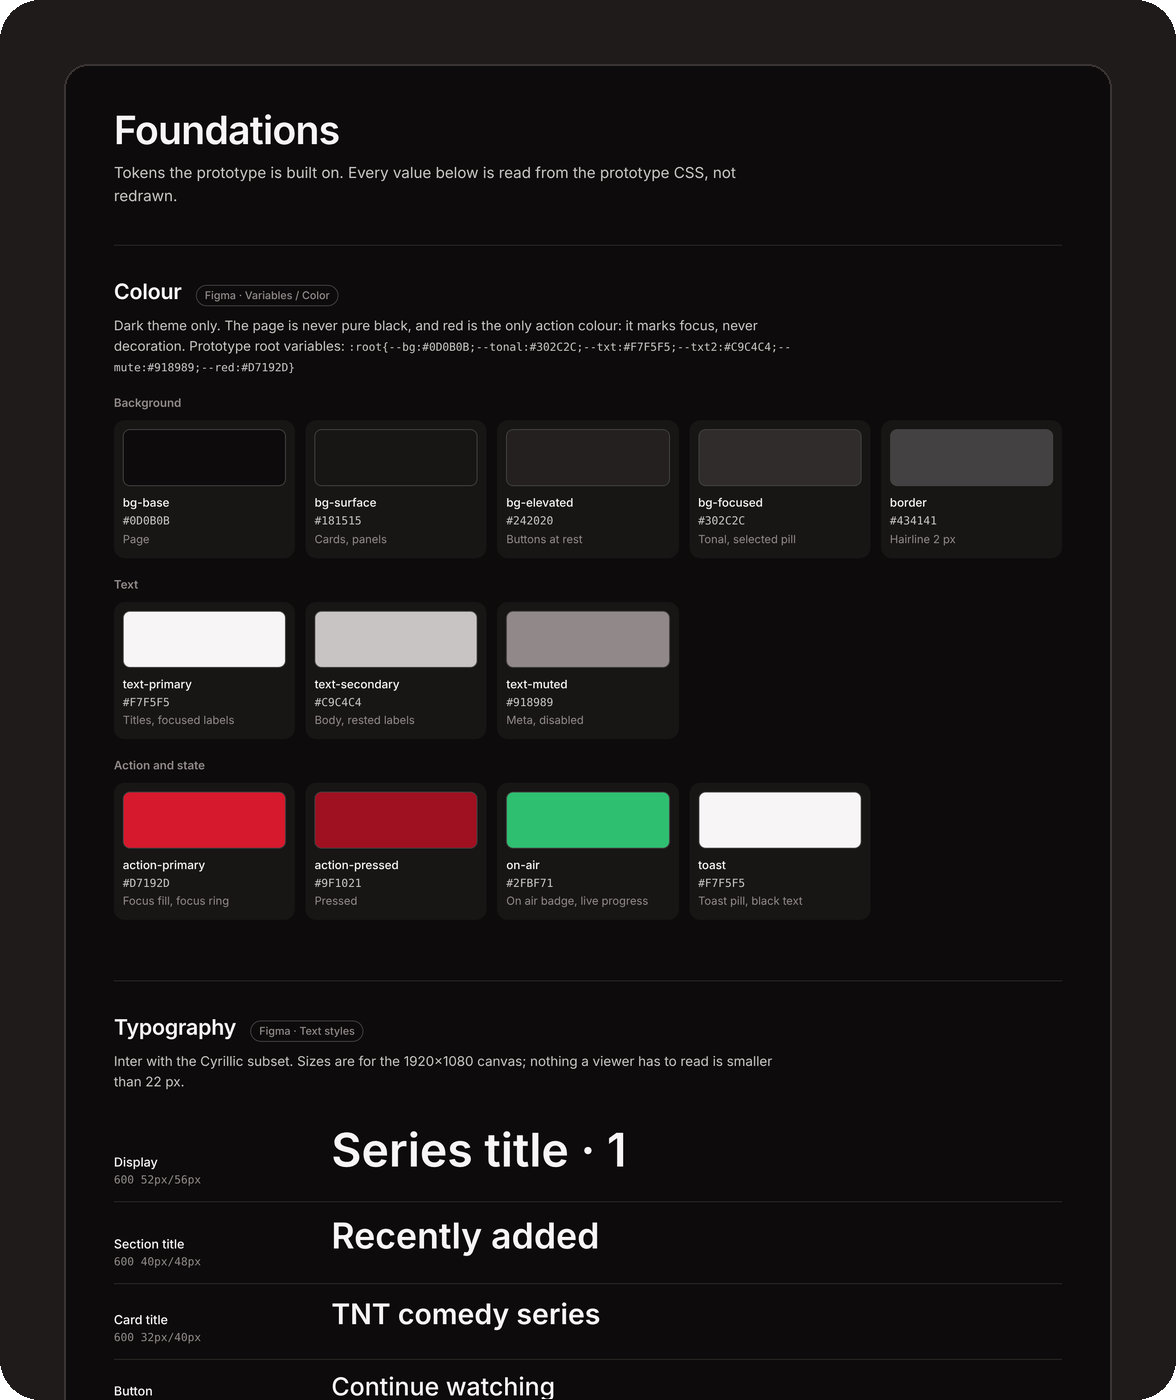 Foundations
Tokens the prototype is built on. Every value below is read from the prototype CSS, not
redrawn.
Colour
Figma · Variables / Color
Dark theme only. The page is never pure black, and red is the only action colour: it marks focus, never
decoration. Prototype root variables: :root{--bg:#0D0B0B;--tonal:#302C2C;--txt:#F7F5F5;--txt2:#C9C4C4;--
mute:#918989;--red:#D7192D}
Background
bg-base
#0D0B0B
Page
bg-surface
#181515
Cards, panels
bg-elevated
#242020
Buttons at rest
bg-focused
#302C2C
Tonal, selected pill
border
#434141
Hairline 2 px
Text
text-primary
#F7F5F5
Titles, focused labels
text-secondary
#C9C4C4
Body, rested labels
text-muted
#918989
Meta, disabled
Action and state
action-primary
#D7192D
Focus fill, focus ring
action-pressed
#9F1021
Pressed
on-air
#2FBF71
On air badge, live progress
toast
#F7F5F5
Toast pill, black text
Typography
Figma · Text styles
Inter with the Cyrillic subset. Sizes are for the 1920×1080 canvas; nothing a viewer has to read is smaller
than 22 px.
Display
600 52px/56px
Series title · 1
Section title
600 40px/48px
Recently added
Card title
600 32px/40px
TNT comedy series
Button
Continue watching